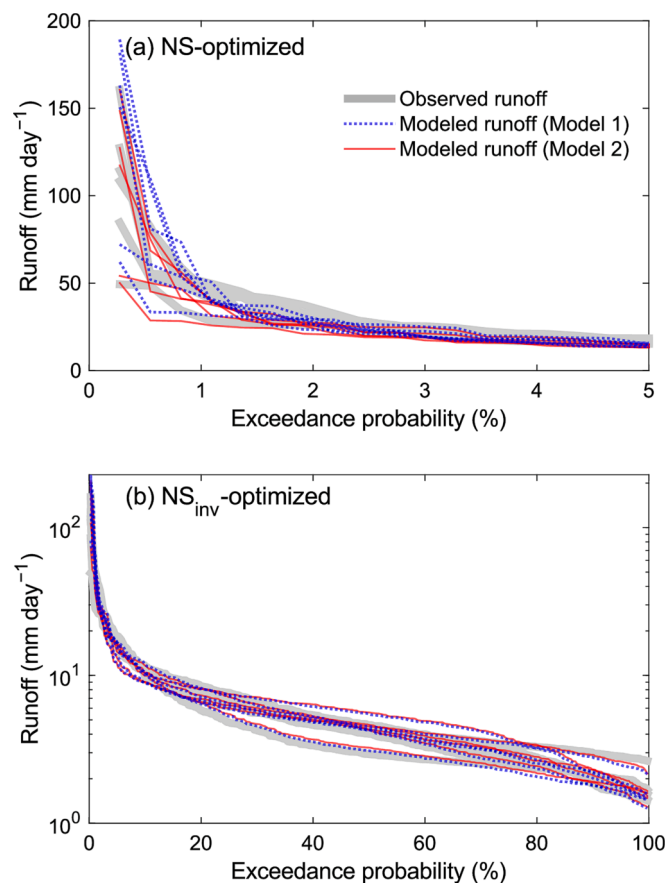 (a) NS-optimized
Observed runoff
Modeled runoff (Model 1)
Modeled runoff (Model 2)
200
150
100
50
0
Runoff (mm day⁻¹)
0 1 2 3 4 5
Exceedance probability (%)
(b) NSinv-optimized
10²
10¹
10⁰
Runoff (mm day⁻¹)
0 20 40 60 80 100
Exceedance probability (%)